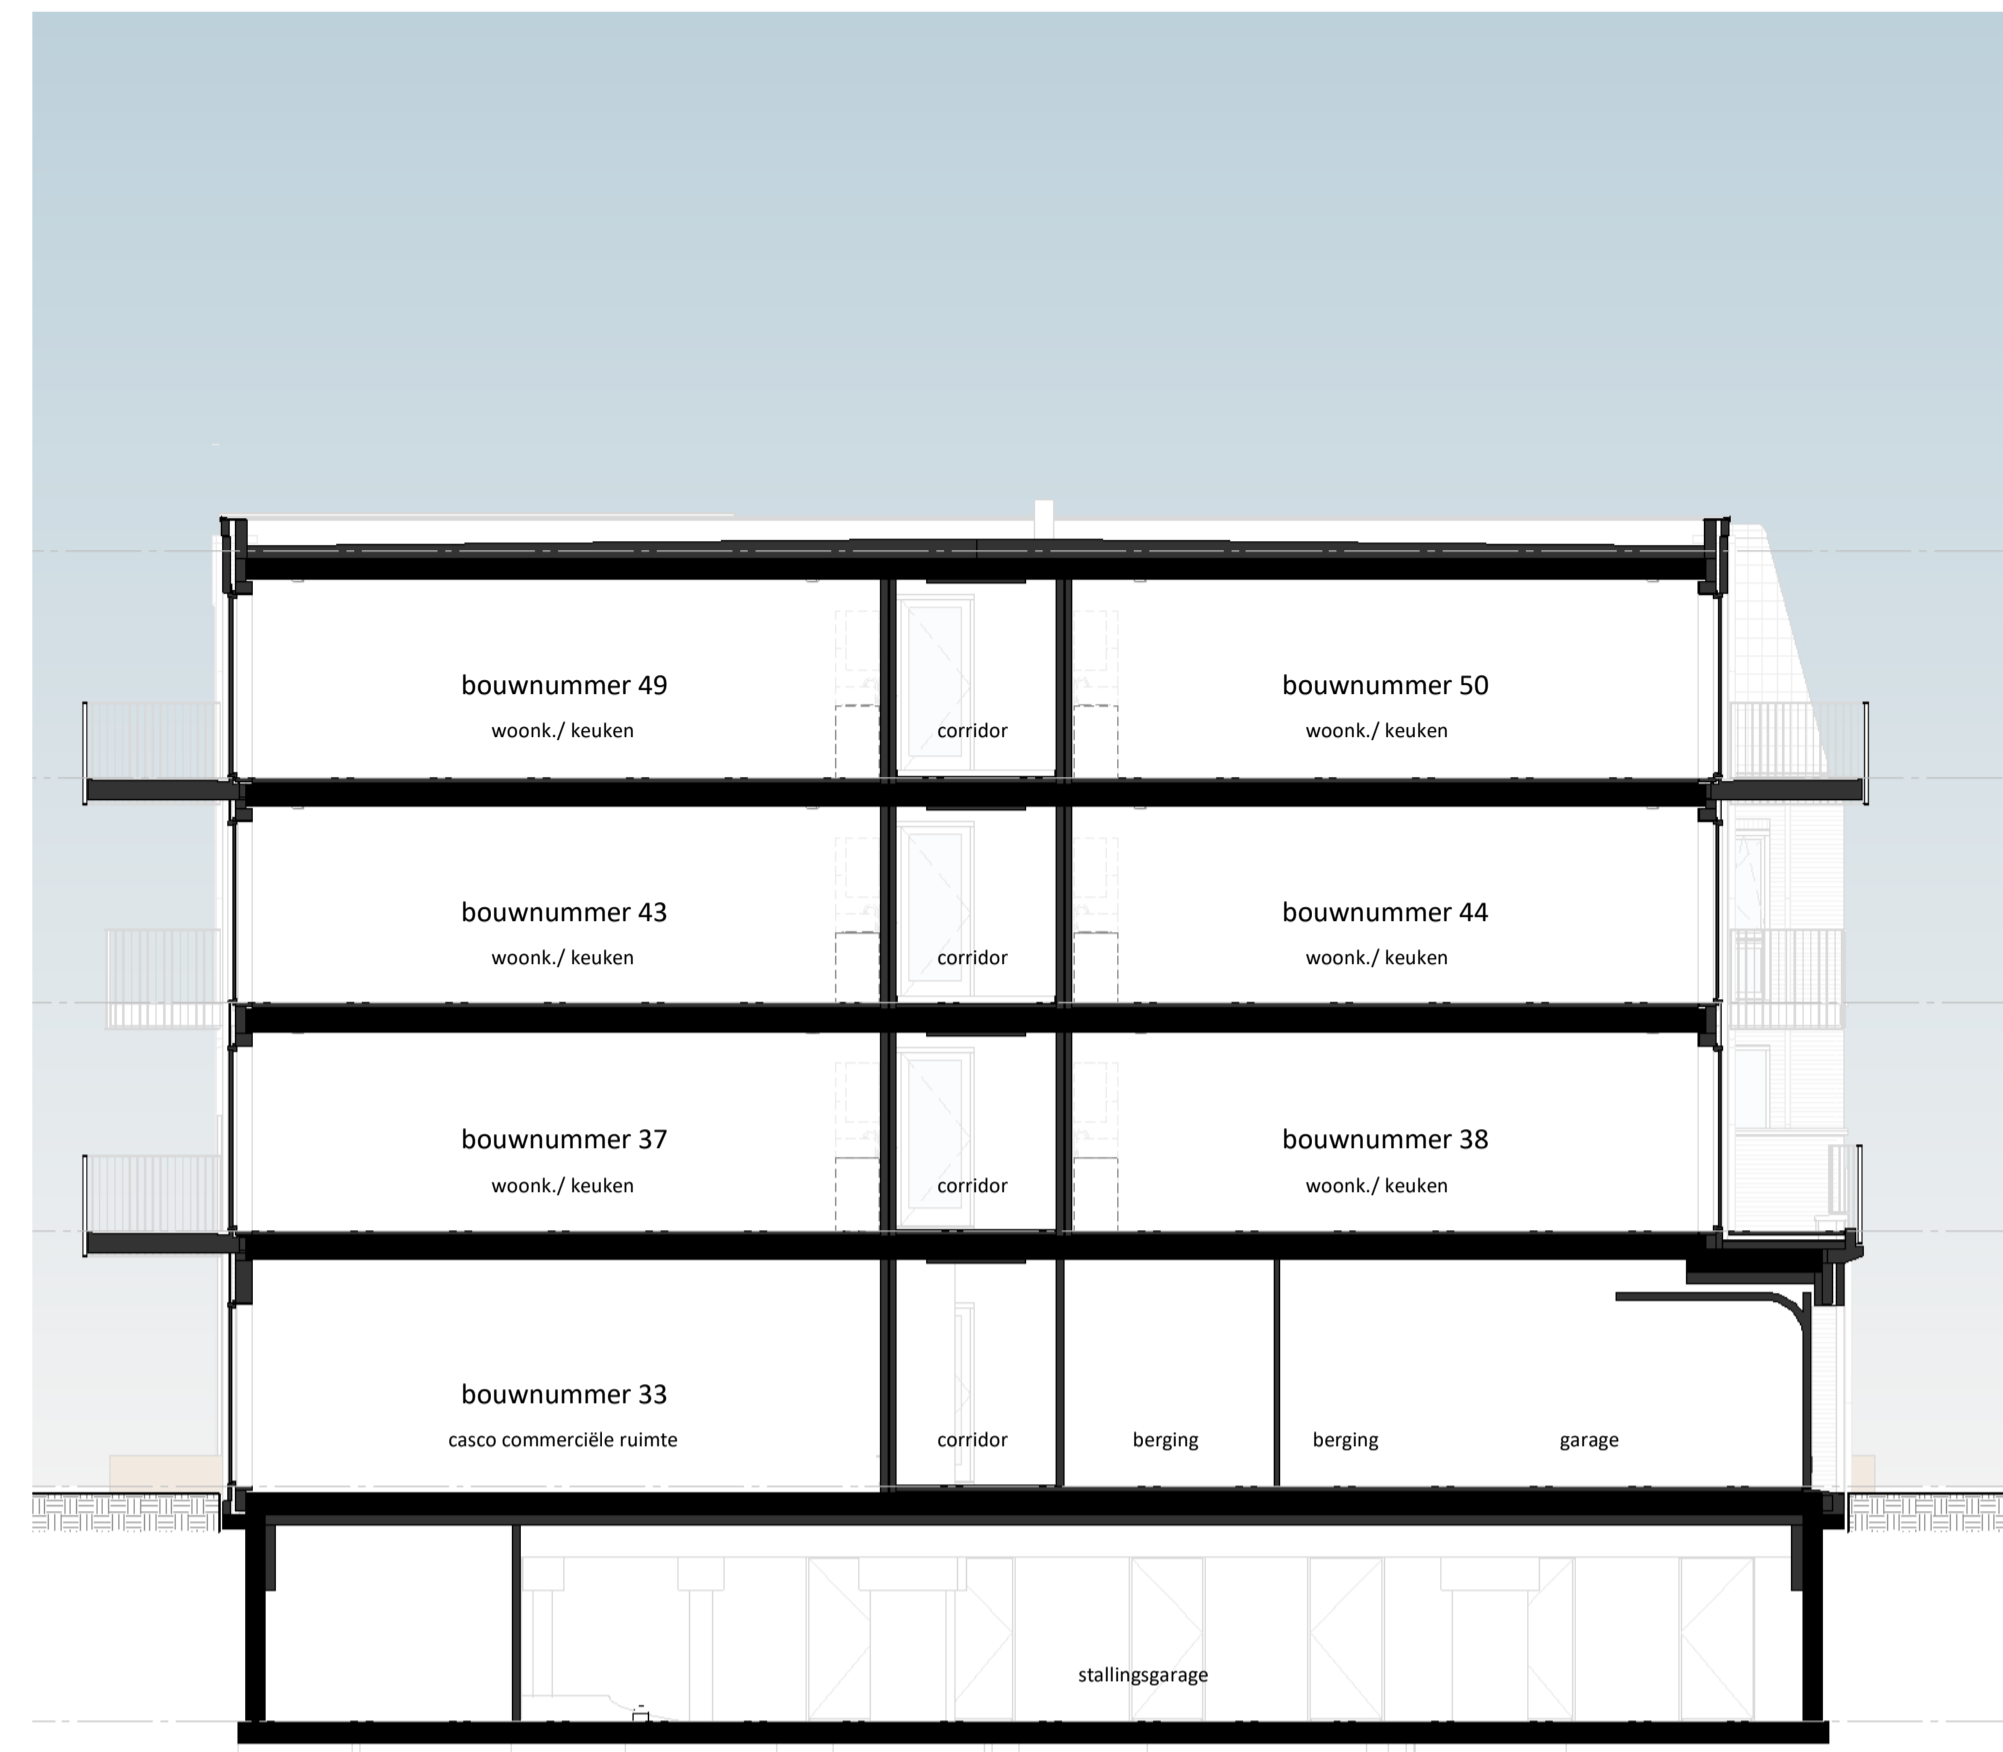 bouwnummer 49
woonk./ keuken
corridor
bouwnummer 50
woonk./ keuken
bouwnummer 43
woonk./ keuken
corridor
bouwnummer 44
woonk./ keuken
bouwnummer 37
woonk./ keuken
corridor
bouwnummer 38
woonk./ keuken
bouwnummer 33
casco commerciële ruimte
corridor
berging
berging
garage
stallingsgarage